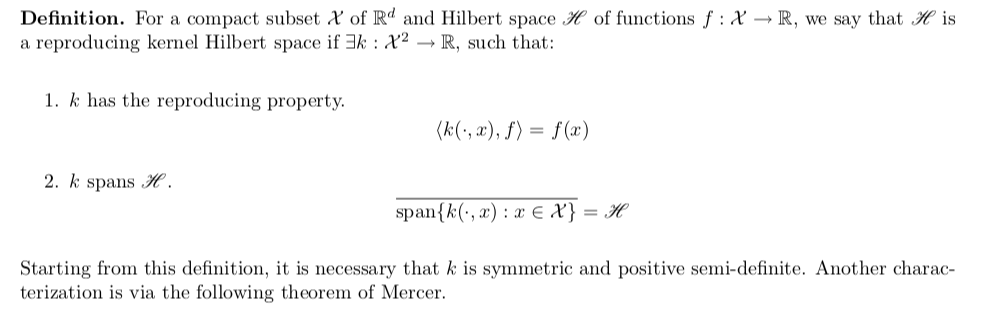 Definition. For a compact subset 𝒳 of ℝᵈ and Hilbert space ℋ of functions f : 𝒳 → ℝ, we say that ℋ is
a reproducing kernel Hilbert space if ∃k : 𝒳² → ℝ, such that:
1. k has the reproducing property.
⟨k(·, x), f⟩ = f(x)
2. k spans ℋ.
\overline{span{k(·, x) : x ∈ 𝒳}} = ℋ
Starting from this definition, it is necessary that k is symmetric and positive semi-definite. Another charac-
terization is via the following theorem of Mercer.